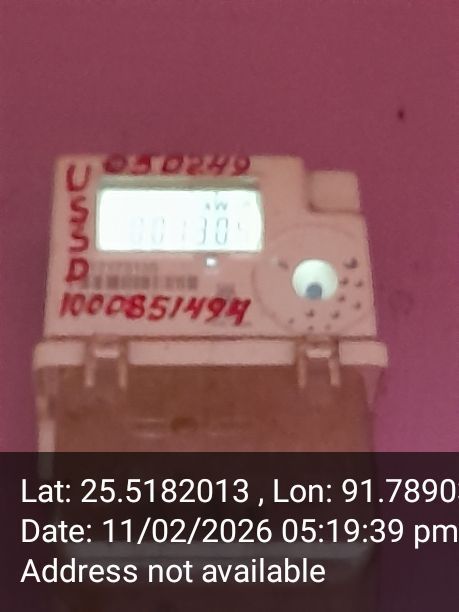 050249
USSD
1000851494
Lat: 25.5182013 , Lon: 91.7890
Date: 11/02/2026 05:19:39 pm
Address not available